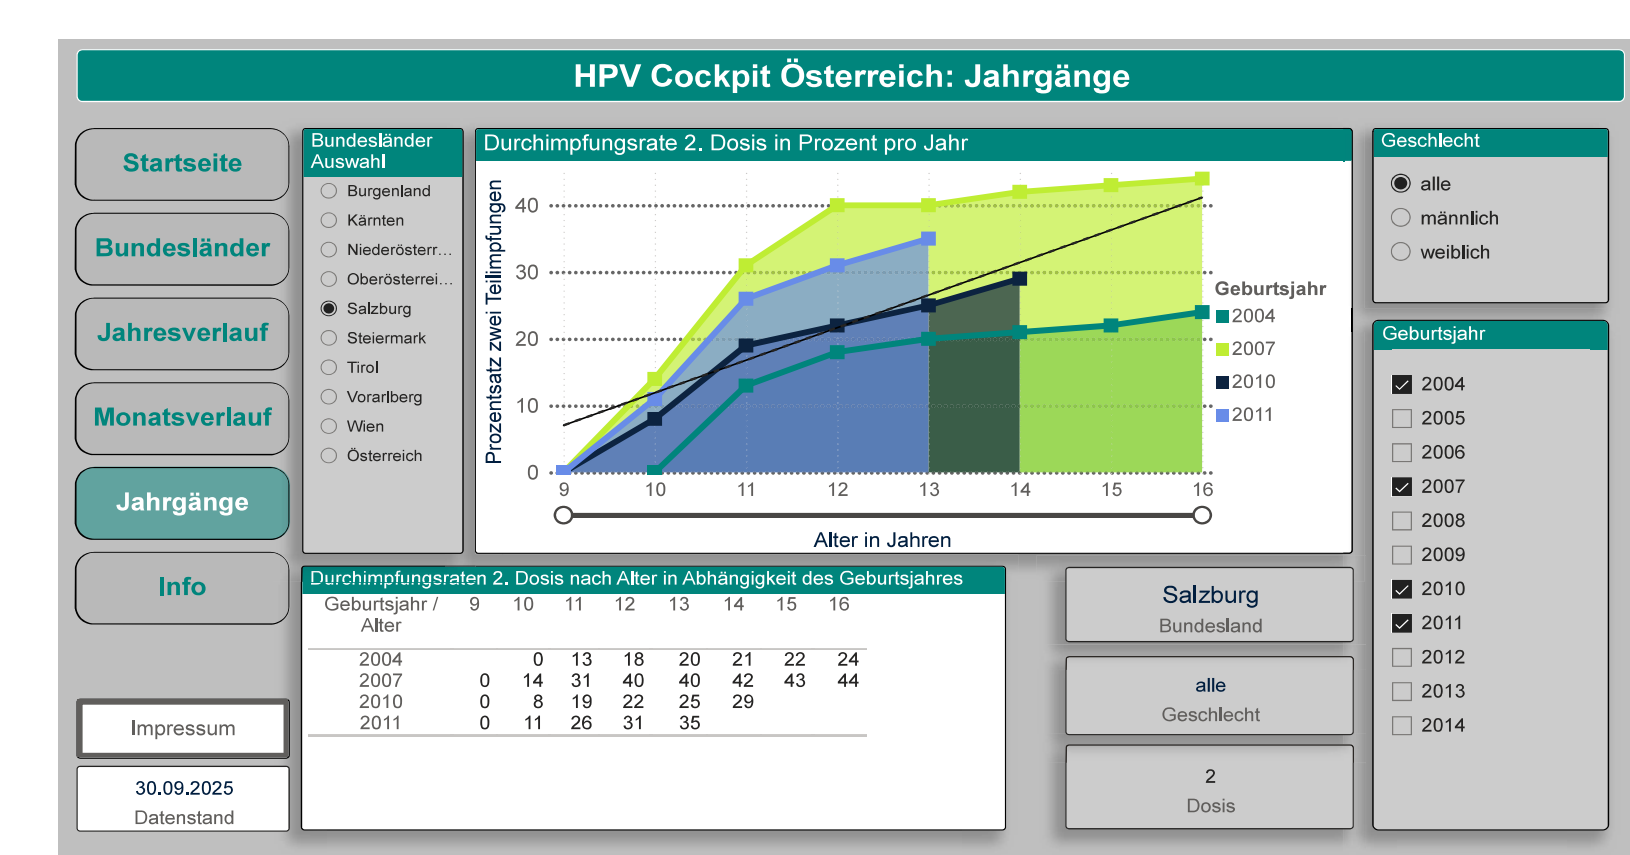 HPV Cockpit Österreich: Jahrgänge
Startseite
Bundesländer
Jahresverlauf
Monatsverlauf
Jahrgänge
Info
Impressum
30.09.2025
Datenstand
Bundesländer
Auswahl
Burgenland
Kärnten
Niederösterr...
Oberösterrei...
Salzburg
Steiermark
Tirol
Vorarlberg
Wien
Österreich
Durchimpfungsrate 2. Dosis in Prozent pro Jahr
Prozentsatz zwei Teilimpfungen
40
30
20
10
0
9 10 11 12 13 14 15 16
Alter in Jahren
Geburtsjahr
2004
2007
2010
2011
Durchimpfungsraten 2. Dosis nach Alter in Abhängigkeit des Geburtsjahres
Geburtsjahr / 9 10 11 12 13 14 15 16
Alter
2004 0 13 18 20 21 22 24
2007 0 14 31 40 40 42 43 44
2010 0 8 19 22 25 29
2011 0 11 26 31 35
Salzburg
Bundesland
alle
Geschlecht
2
Dosis
Geschlecht
alle
männlich
weiblich
Geburtsjahr
2004
2005
2006
2007
2008
2009
2010
2011
2012
2013
2014